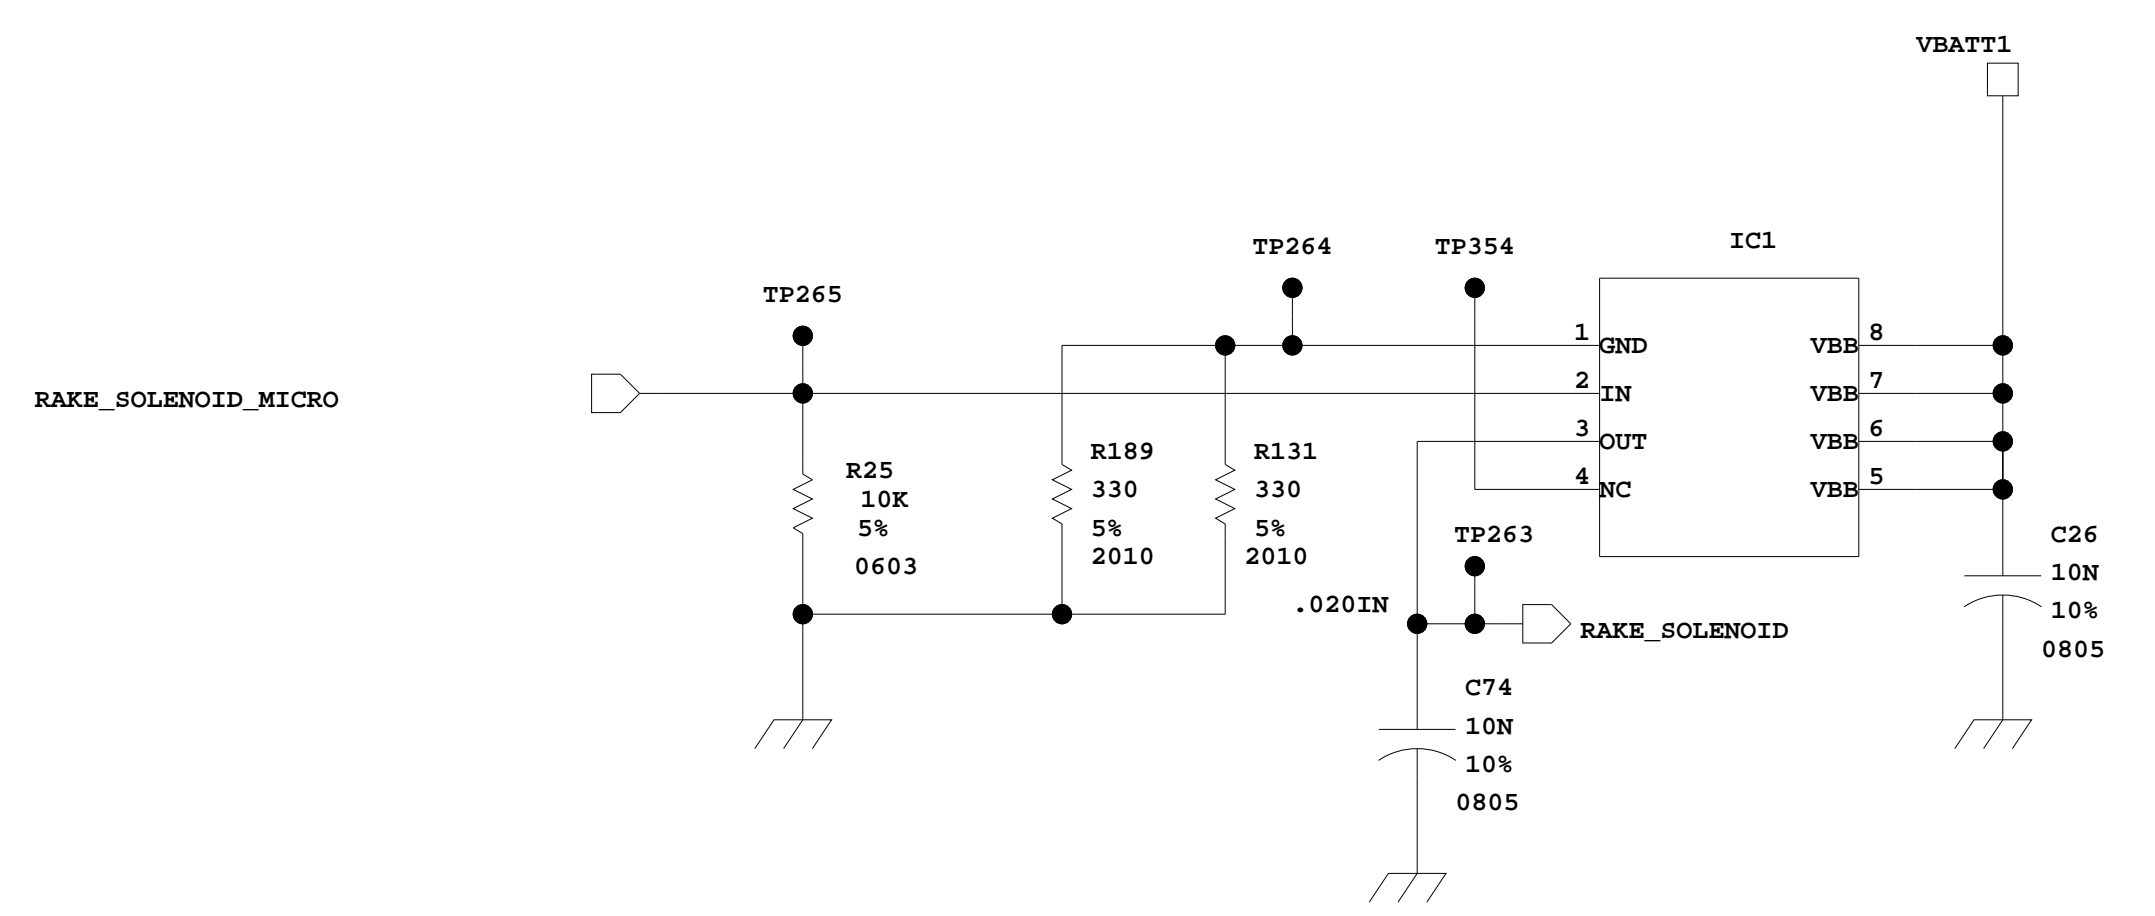 VBATT1
TP264
TP354
IC1
TP265
1
GND
VBB
8
2
IN
VBB
7
RAKE_SOLENOID_MICRO
3
OUT
VBB
6
4
NC
VBB
5
R25
10K
5%
0603
R189
330
5%
2010
R131
330
5%
2010
TP263
.020IN
RAKE_SOLENOID
C26
10N
10%
0805
C74
10N
10%
0805